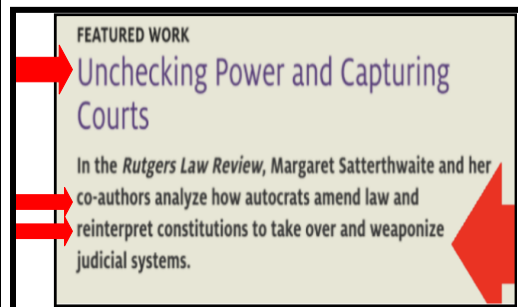 FEATURED WORK
Unchecking Power and Capturing
Courts
In the Rutgers Law Review, Margaret Satterthwaite and her
co-authors analyze how autocrats amend law and
reinterpret constitutions to take over and weaponize
judicial systems.